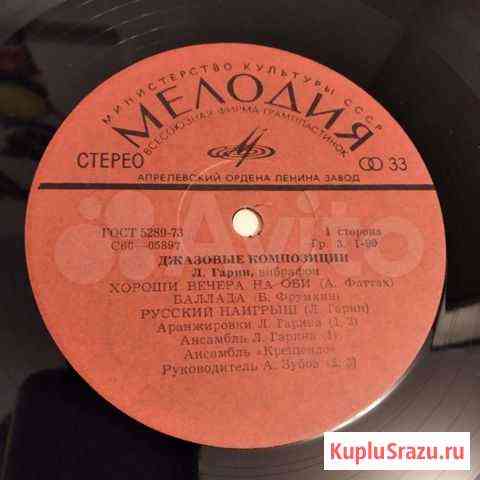 МИНИСТЕРСТВО КУЛЬТУРЫ СССР
МЕЛОДИЯ
ВСЕСОЮЗНАЯ ФИРМА ГРАМПЛАСТИНОК
СТЕРЕО
33
АПРЕЛЕВСКИЙ ОРДЕНА ЛЕНИНА ЗАВОД
ГОСТ 5289-73 1 сторона
С60—05897 Гр. 3. 1-90
Avito
ДЖАЗОВЫЕ КОМПОЗИЦИИ
Л. Гарин, вибрафон
ХОРОШИ ВЕЧЕРА НА ОБИ (А. Фаттах)
БАЛЛАДА (В. Фрумкин)
РУССКИЙ НАИГРЫШ (Л. Гарин)
Аранжировки Л. Гарина (1, 3)
Ансамбль Л. Гарина (1)
Ансамбль «Крещендо»
Руководитель А. Зубов (2, 3)
KupluSrazu.ru